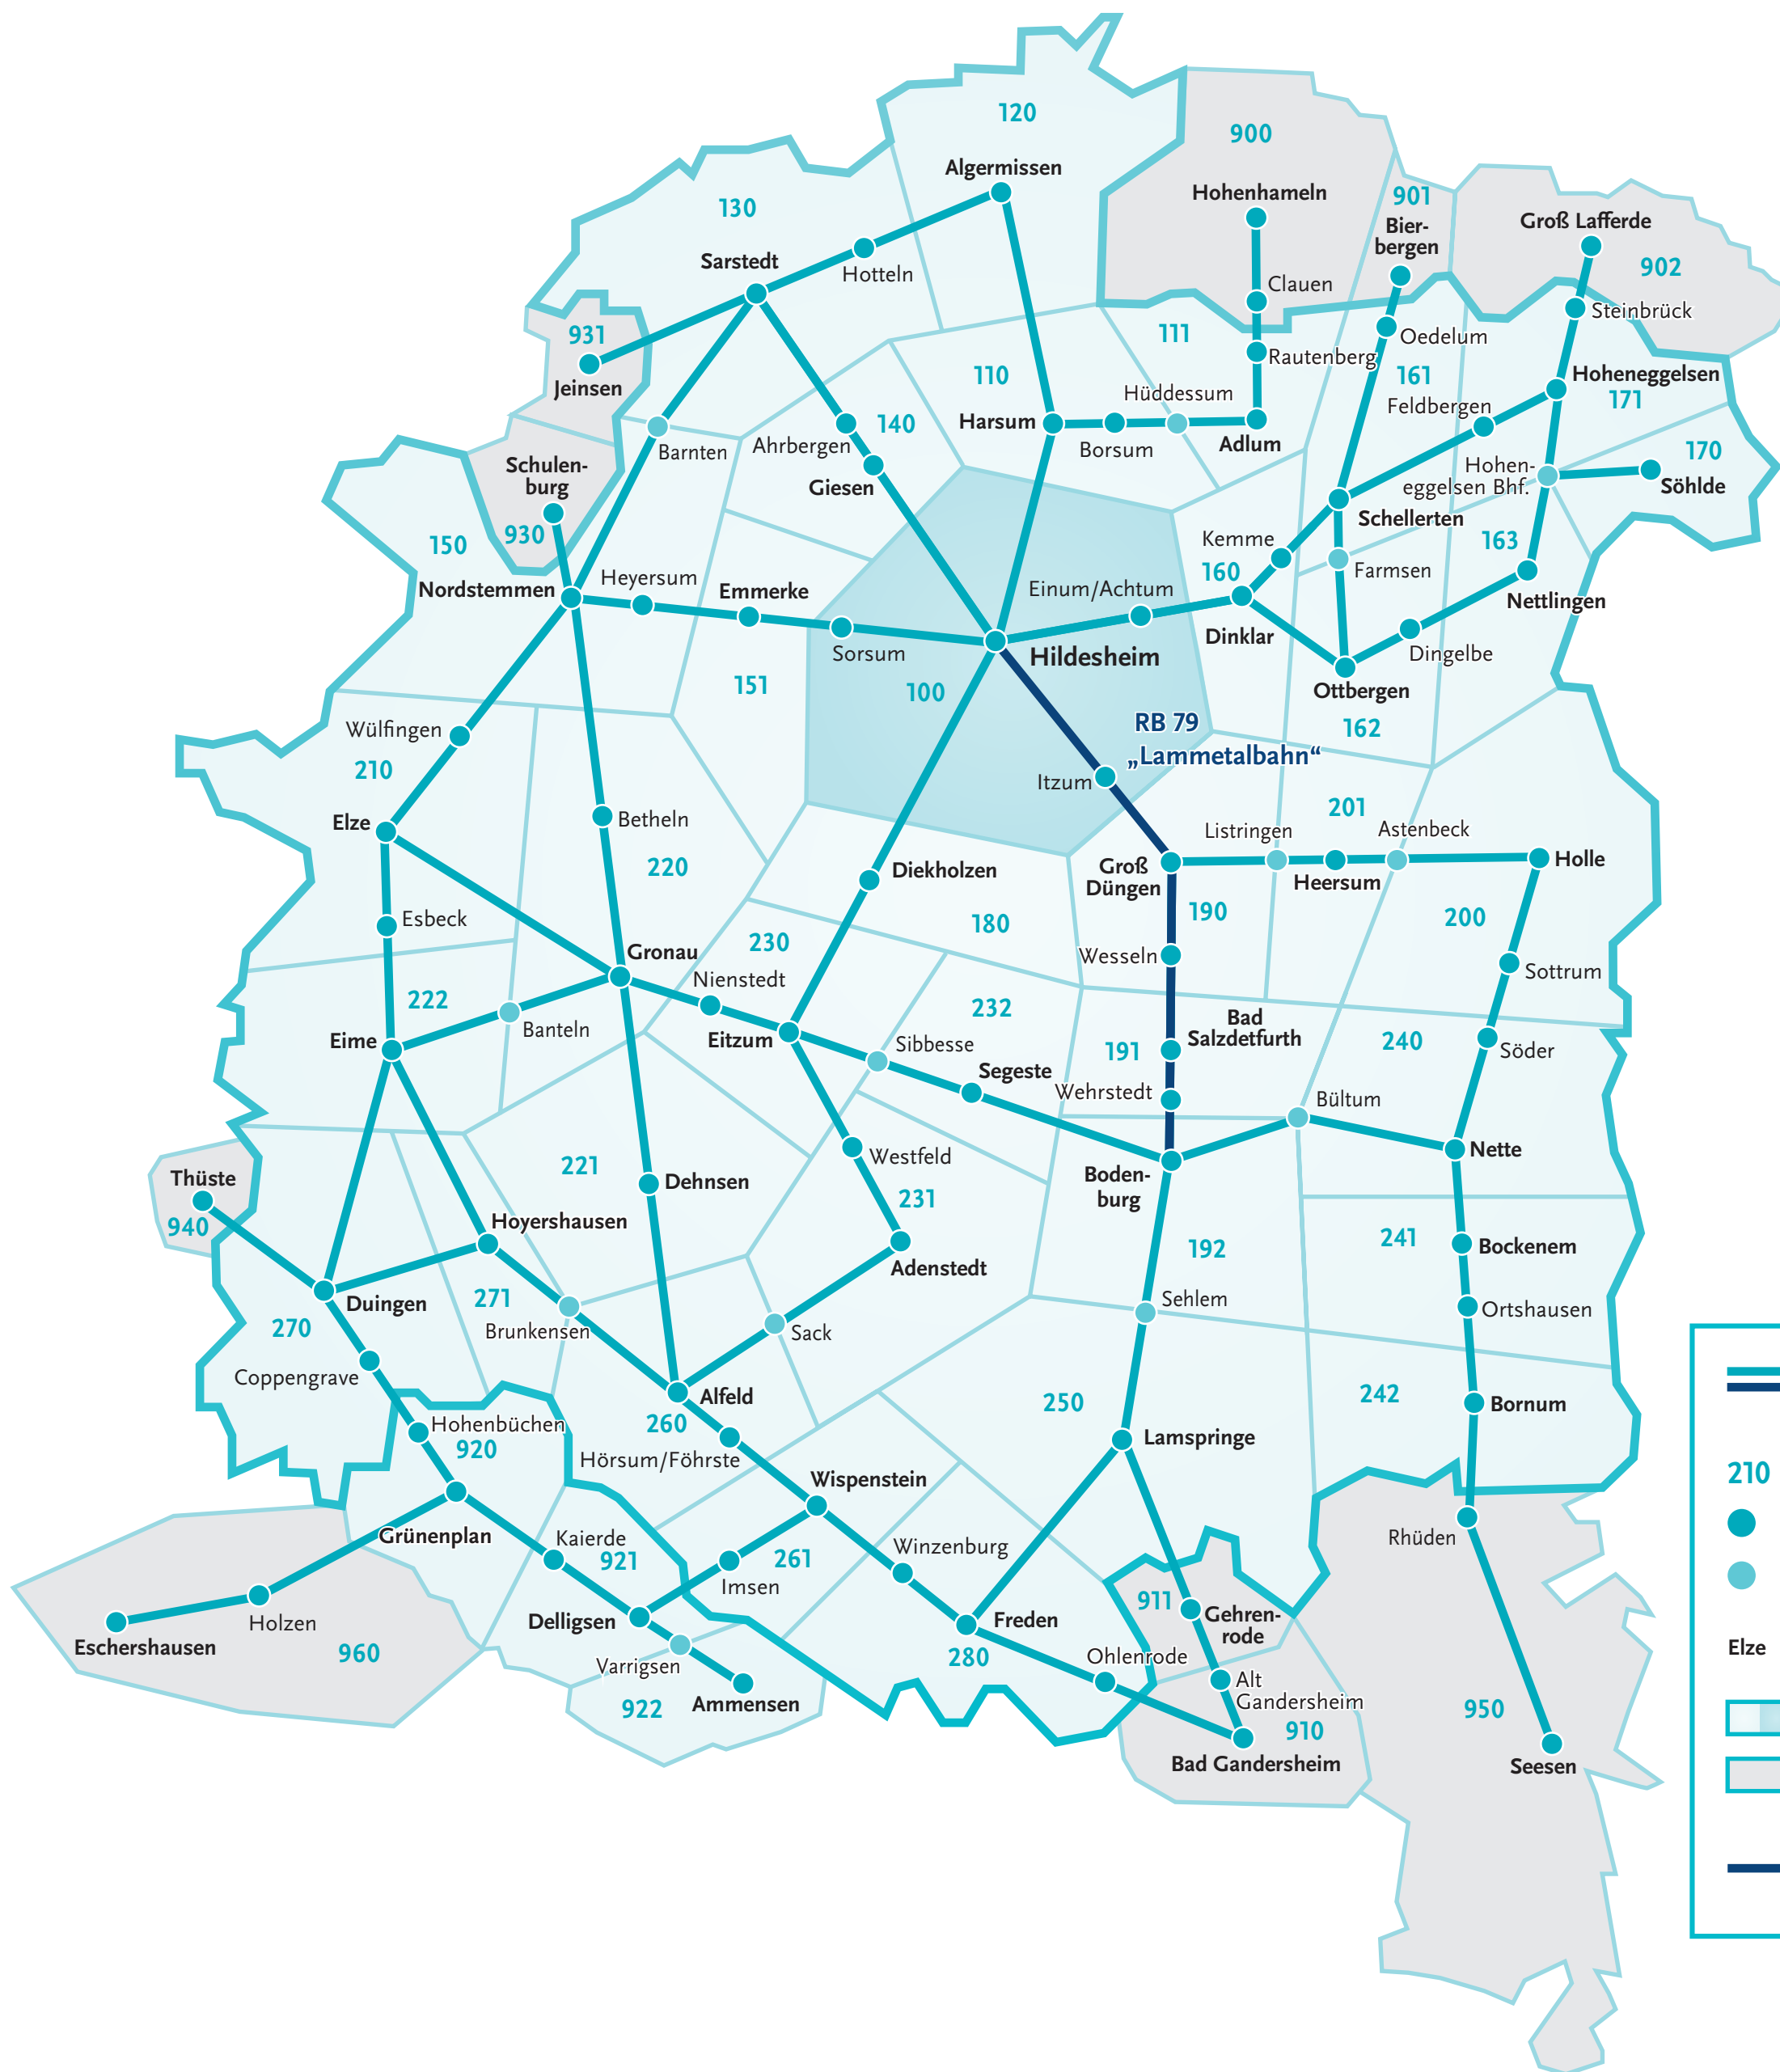 120
900
Algermissen
Hohenhameln
901
130
Bier-
bergen
Groß Lafferde
902
Sarstedt
Hotteln
Clauen
Steinbrück
931
111
Oedelum
Rautenberg
Jeinsen
110
161
Hoheneggelsen
171
Hüddessum
Feldbergen
Harsum
140
Ahrbergen
Barnten
Borsum
Adlum
170
Schulen-
burg
Giesen
Hohen-
eggelsen Bhf.
Söhlde
Schellerten
930
150
Kemme
163
160
Farmsen
Heyersum
Nordstemmen
Emmerke
Einum/Achtum
Nettlingen
Dinklar
Sorsum
Hildesheim
Dingelbe
151
100
Ottbergen
RB 79
„Lammetalbahn“
162
Wülfingen
210
Itzum
201
Elze
Betheln
Listringen
Astenbeck
Groß
Düngen
Heersum
Holle
220
Diekholzen
190
200
Esbeck
180
230
Gronau
Wesseln
Nienstedt
Sottrum
222
232
Banteln
Eime
Eitzum
Sibbesse
Bad
Salzdetfurth
191
240
Söder
Segeste
Wehrstedt
Bültum
Nette
221
Westfeld
Thüste
Dehnsen
Boden-
burg
940
231
Hoyershausen
192
241
Bockenem
Adenstedt
Duingen
271
Sehlem
Ortshausen
270
Brunkensen
Sack
Coppengrave
Alfeld
250
242
Bornum
Hohenbüchen
260
920
Lamspringe
Hörsum/Föhrste
Wispenstein
210
Grünenplan
Kaierde
921
Winzenburg
Rhüden
261
Imsen
911
Holzen
Delligsen
Freden
Gehren-
rode
Eschershausen
960
Varrigsen
280
Ohlenrode
Elze
Alt
Gandersheim
Ammensen
922
910
950
Bad Gandersheim
Seesen